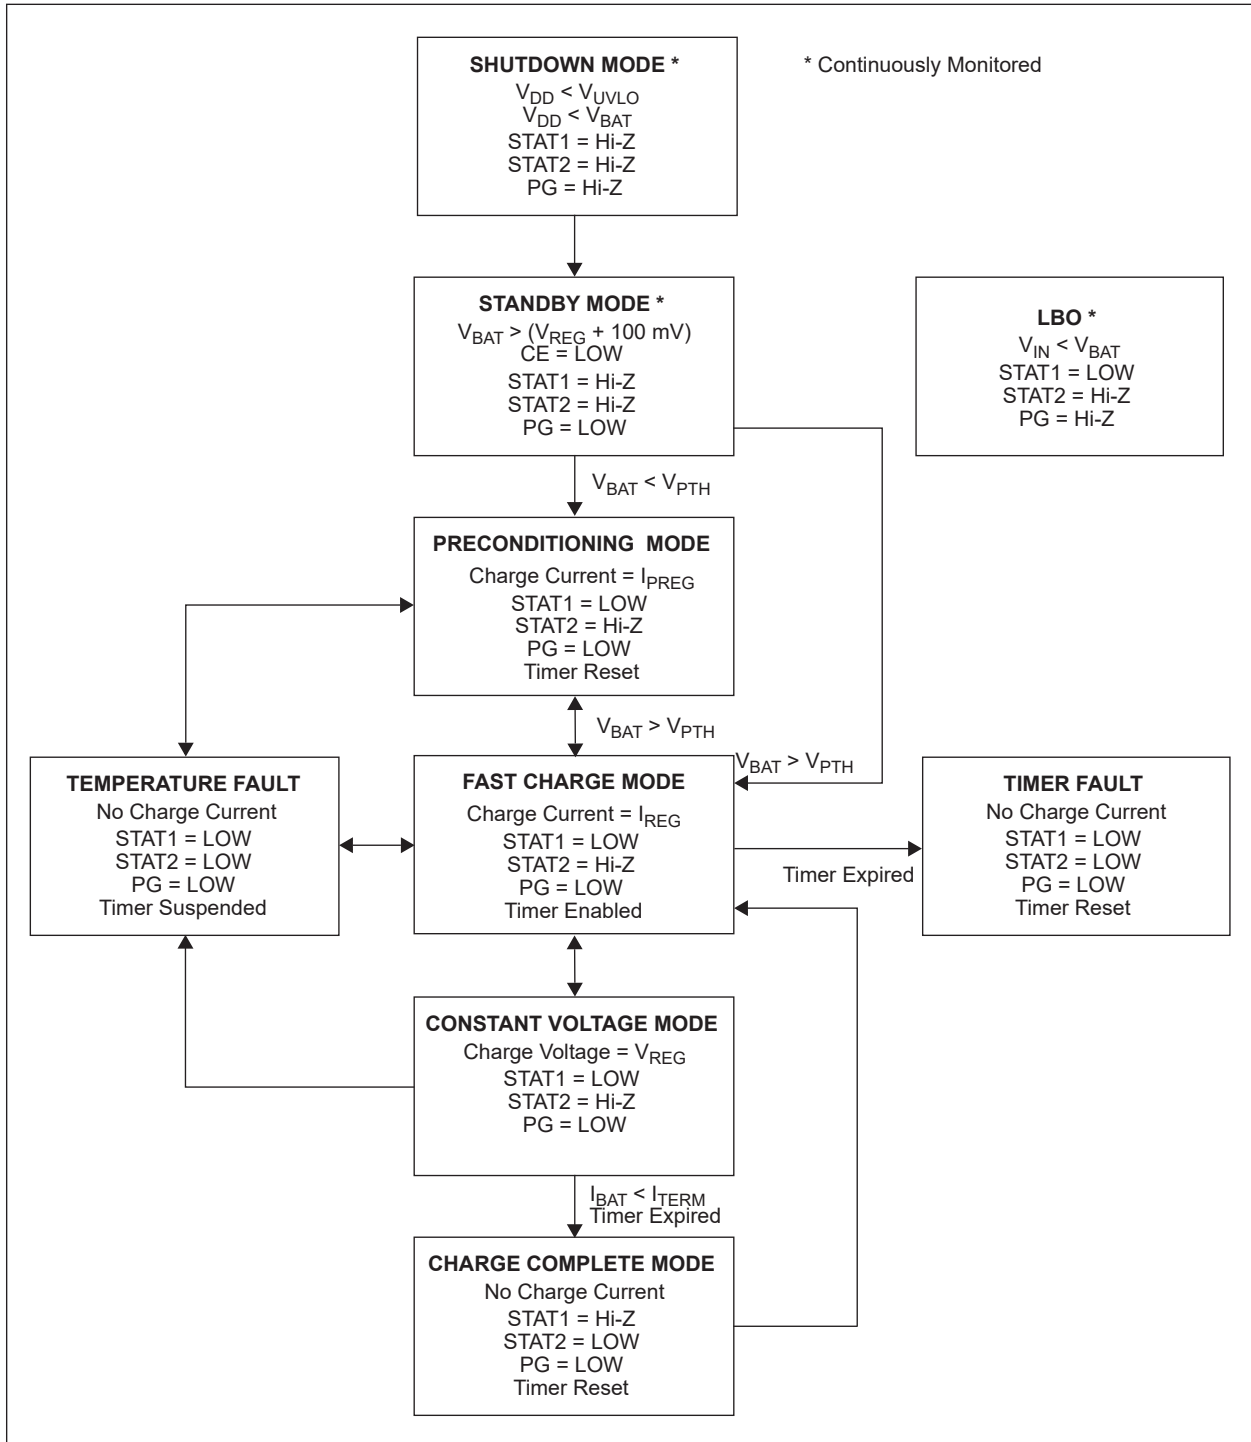 SHUTDOWN MODE *
V_DD < V_UVLO
V_DD < V_BAT
STAT1 = Hi-Z
STAT2 = Hi-Z
PG = Hi-Z
* Continuously Monitored
STANDBY MODE *
V_BAT > (V_REG + 100 mV)
CE = LOW
STAT1 = Hi-Z
STAT2 = Hi-Z
PG = LOW
LBO *
V_IN < V_BAT
STAT1 = LOW
STAT2 = Hi-Z
PG = Hi-Z
V_BAT < V_PTH
PRECONDITIONING MODE
Charge Current = I_PREG
STAT1 = LOW
STAT2 = Hi-Z
PG = LOW
Timer Reset
V_BAT > V_PTH
V_BAT > V_PTH
TEMPERATURE FAULT
No Charge Current
STAT1 = LOW
STAT2 = LOW
PG = LOW
Timer Suspended
FAST CHARGE MODE
Charge Current = I_REG
STAT1 = LOW
STAT2 = Hi-Z
PG = LOW
Timer Enabled
Timer Expired
TIMER FAULT
No Charge Current
STAT1 = LOW
STAT2 = LOW
PG = LOW
Timer Reset
CONSTANT VOLTAGE MODE
Charge Voltage = V_REG
STAT1 = LOW
STAT2 = Hi-Z
PG = LOW
I_BAT < I_TERM
Timer Expired
CHARGE COMPLETE MODE
No Charge Current
STAT1 = Hi-Z
STAT2 = LOW
PG = LOW
Timer Reset